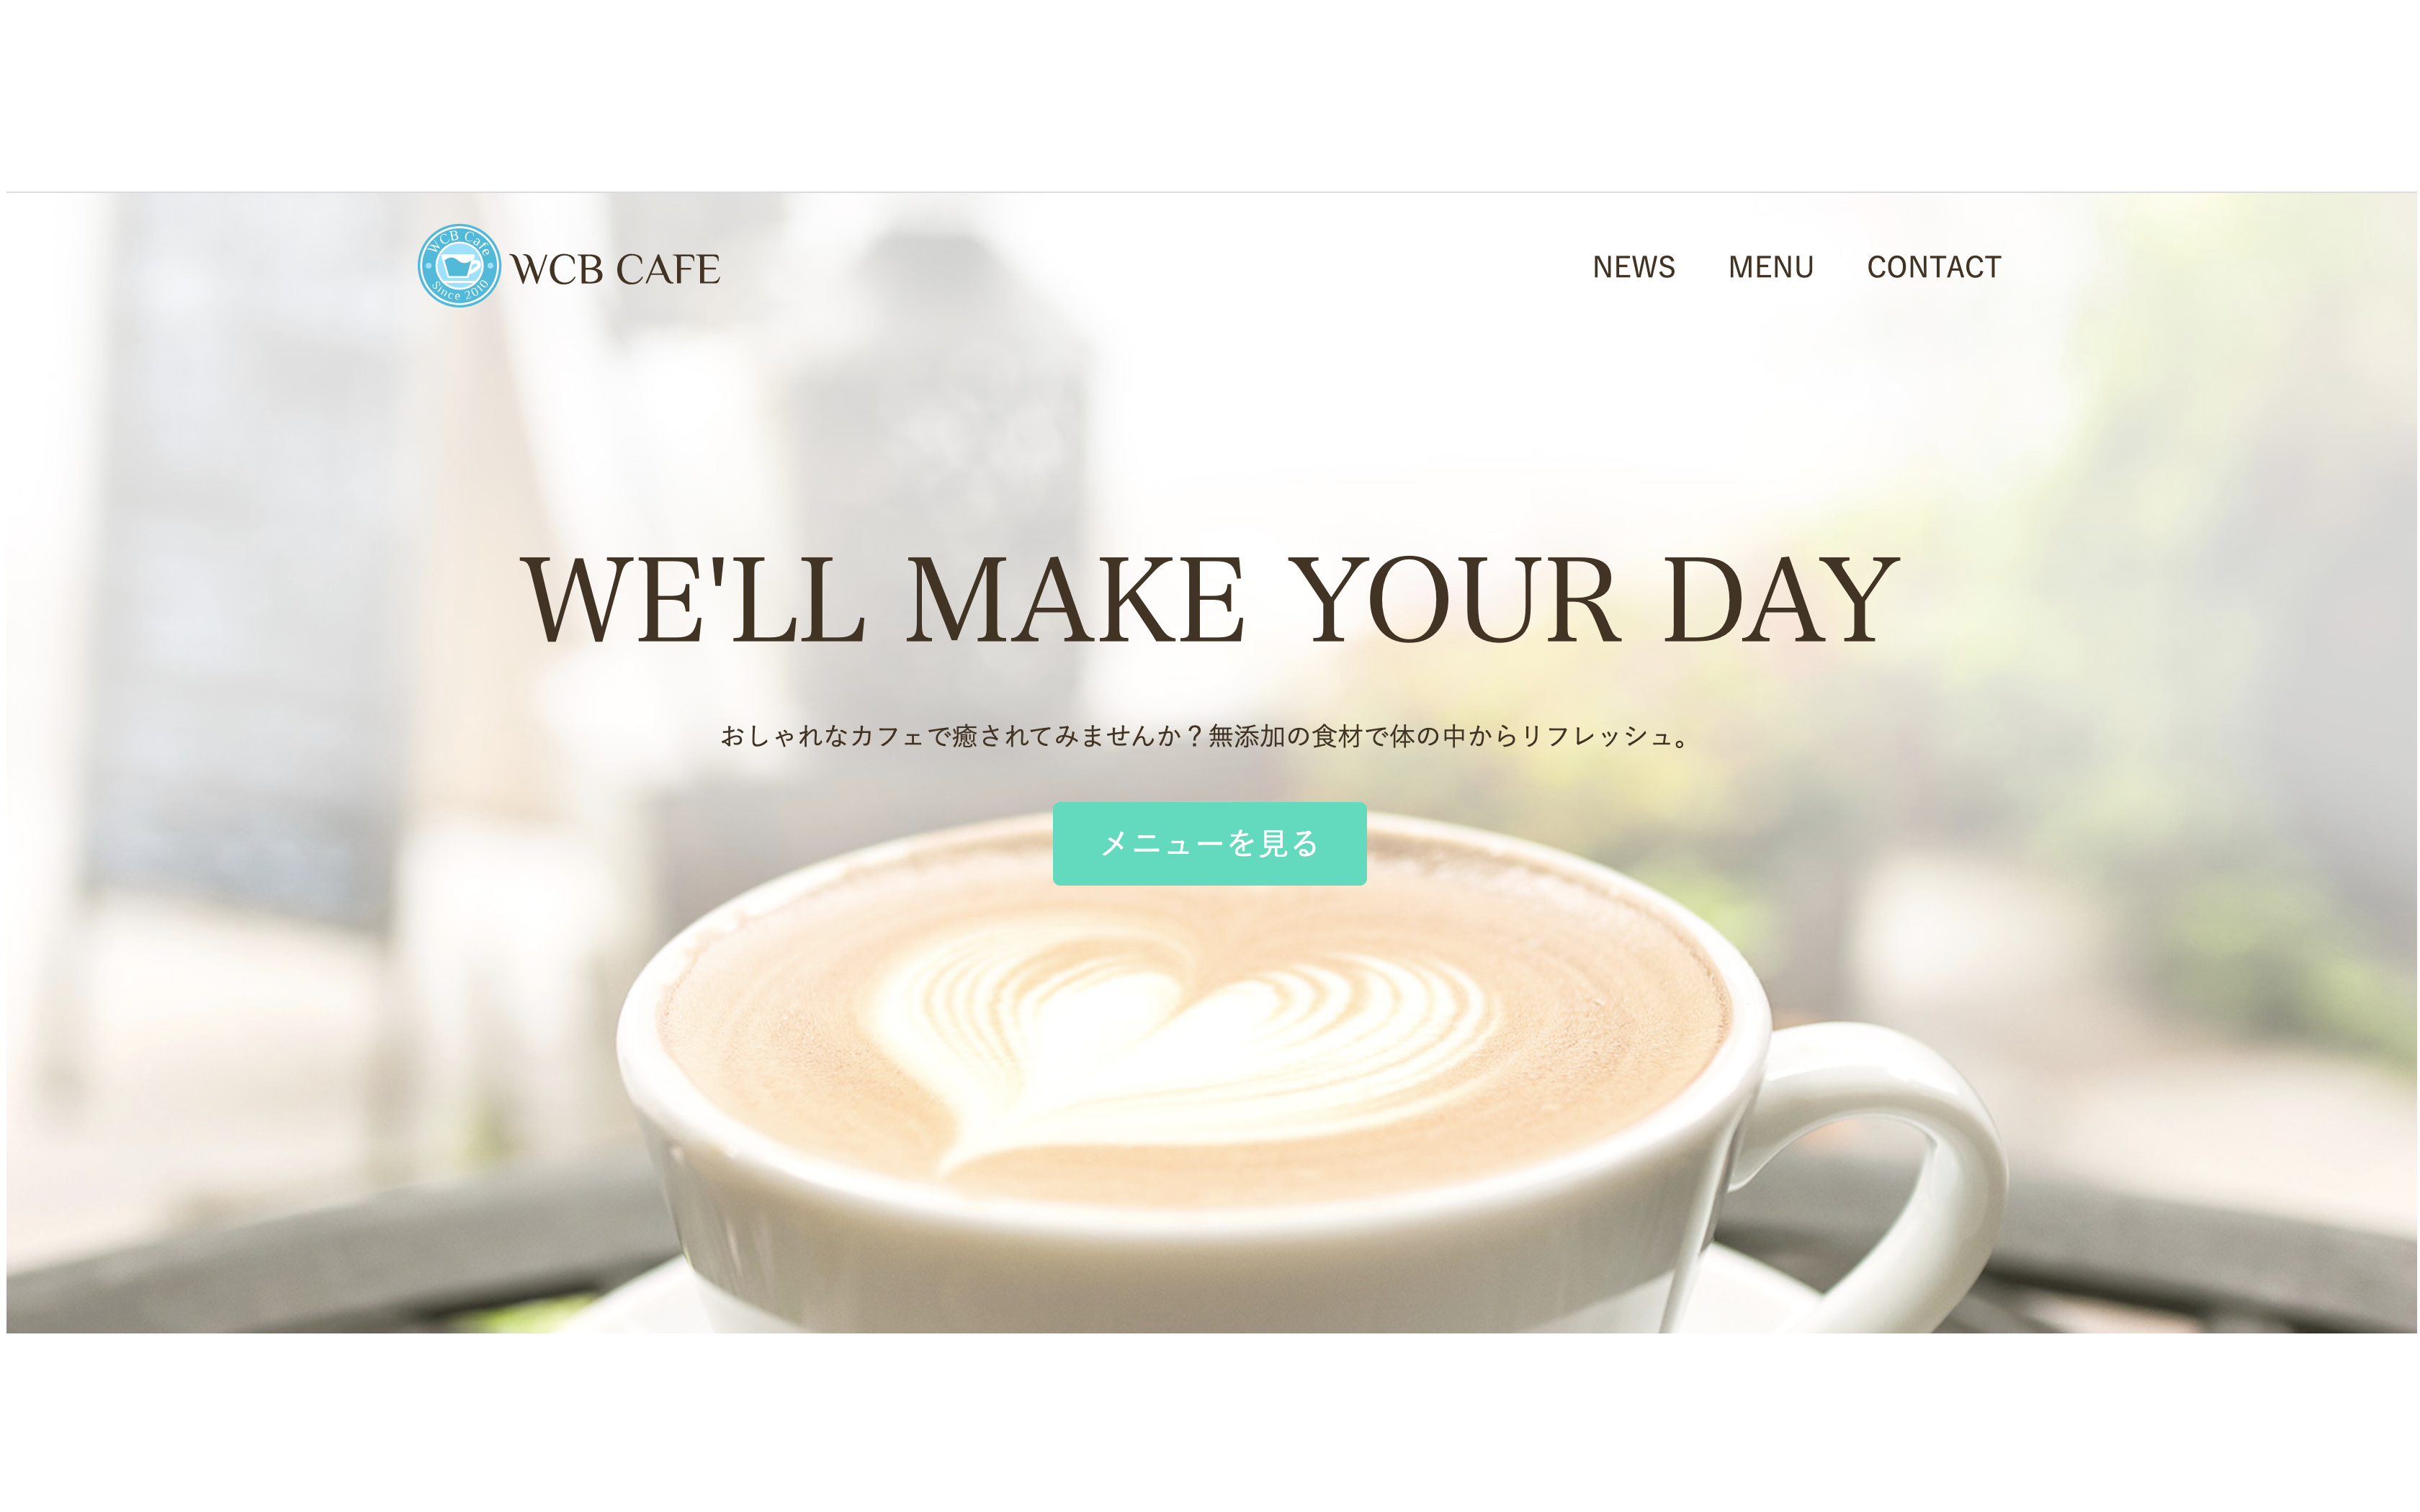 WCB Cafe
Since 2010
WCB CAFE
NEWS MENU CONTACT
WE'LL MAKE YOUR DAY
おしゃれなカフェで癒されてみませんか？無添加の食材で体の中からリフレッシュ。
メニューを見る